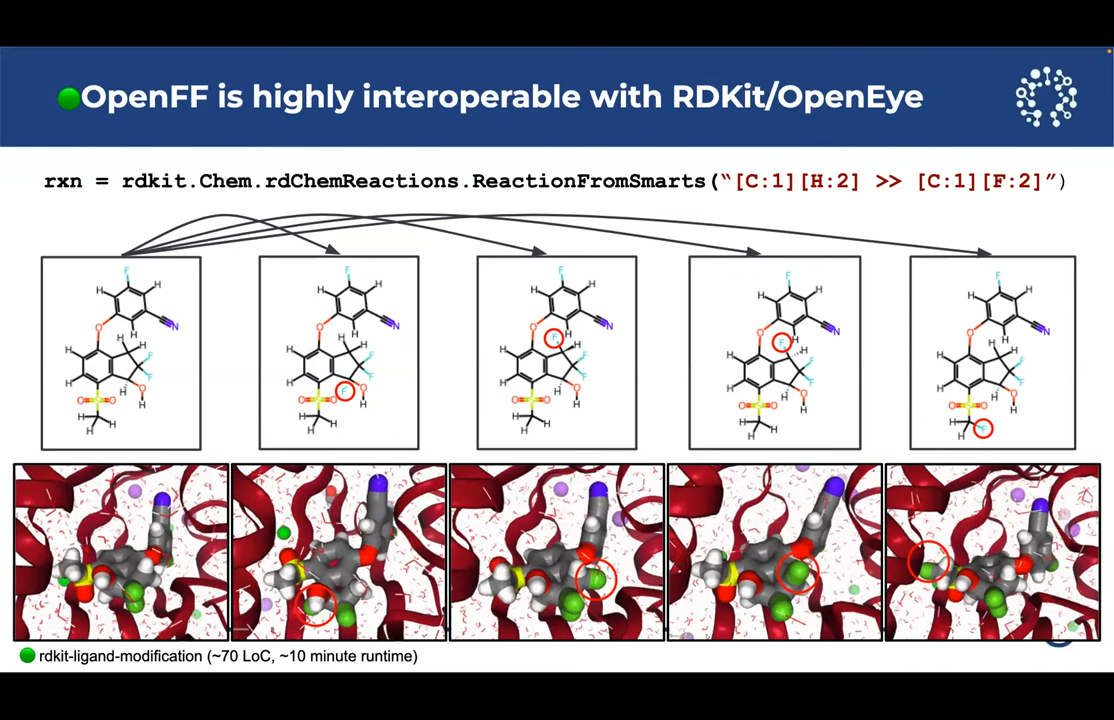 OpenFF is highly interoperable with RDKit/OpenEye
rxn = rdkit.Chem.rdChemReactions.ReactionFromSmarts(“[C:1][H:2] >> [C:1][F:2]”)
F
H
H
N
O
H
H
H
H
F
F
H
H
O
H
O
S
O
H
H
H
F
H
H
N
O
H
H
H
H
F
F
H
F
O
H
O
S
O
H
H
H
F
H
H
N
O
H
F
H
H
F
F
H
H
O
H
O
S
O
H
H
H
F
H
H
N
O
H
F
H
H
F
F
H
H
O
H
O
S
O
H
H
H
F
H
H
N
O
H
H
H
H
F
F
H
H
O
H
O
S
O
H
H
F
rdkit-ligand-modification (~70 LoC, ~10 minute runtime)